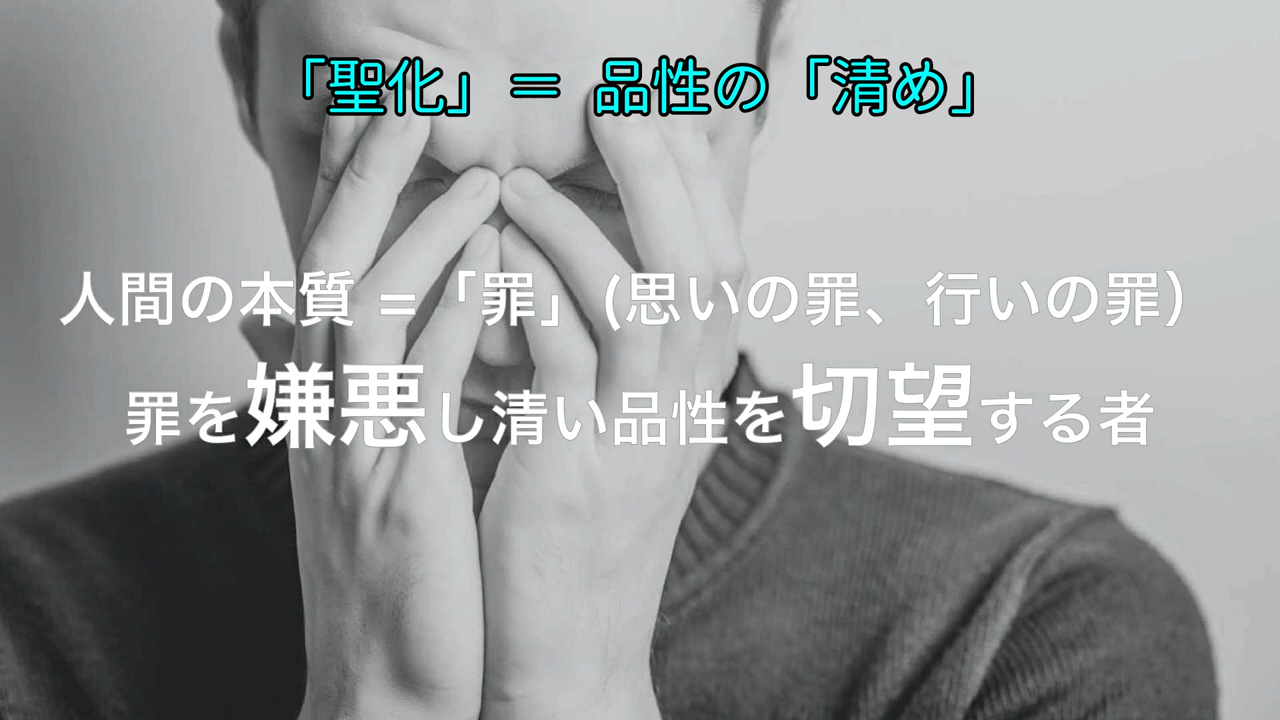 「聖化」＝ 品性の「清め」
人間の本質 =「罪」(思いの罪、行いの罪）
罪を嫌悪し清い品性を切望する者